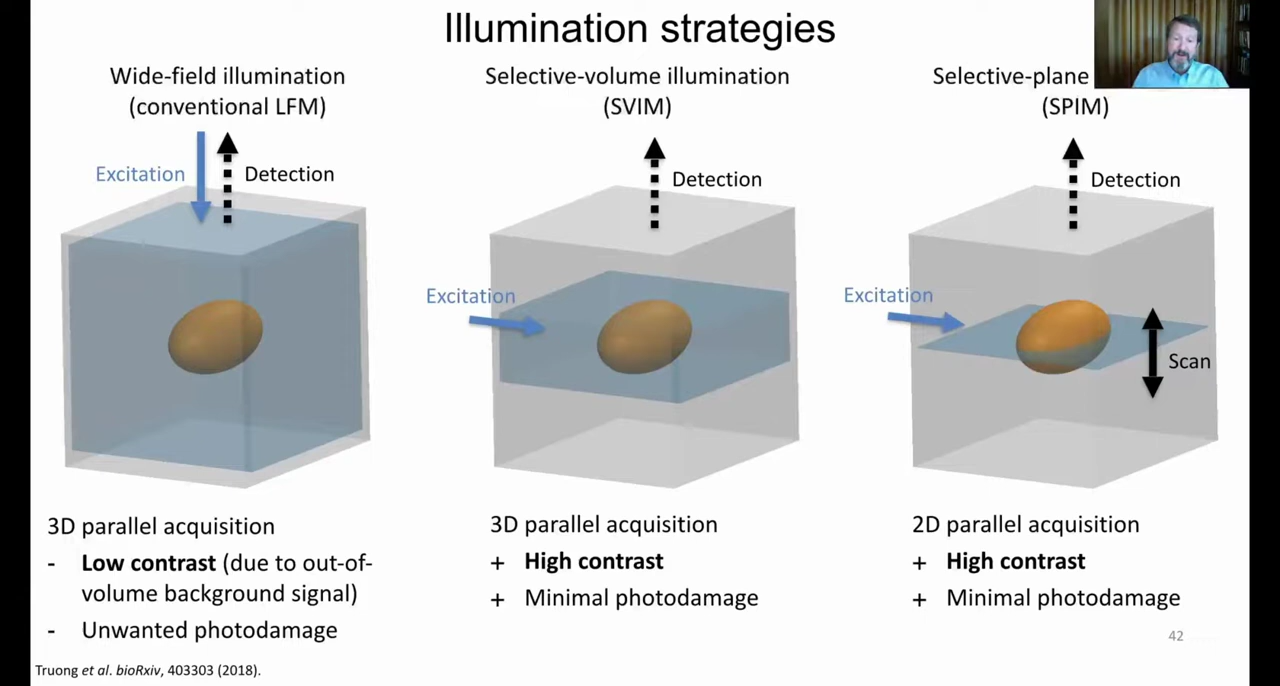 Illumination strategies
Wide-field illumination
(conventional LFM)
Excitation
Detection
3D parallel acquisition
- Low contrast (due to out-of-
volume background signal)
- Unwanted photodamage
Selective-volume illumination
(SVIM)
Detection
Excitation
3D parallel acquisition
+ High contrast
+ Minimal photodamage
Selective-plane
(SPIM)
Detection
Excitation
Scan
2D parallel acquisition
+ High contrast
+ Minimal photodamage
42
Truong et al. bioRxiv, 403303 (2018).